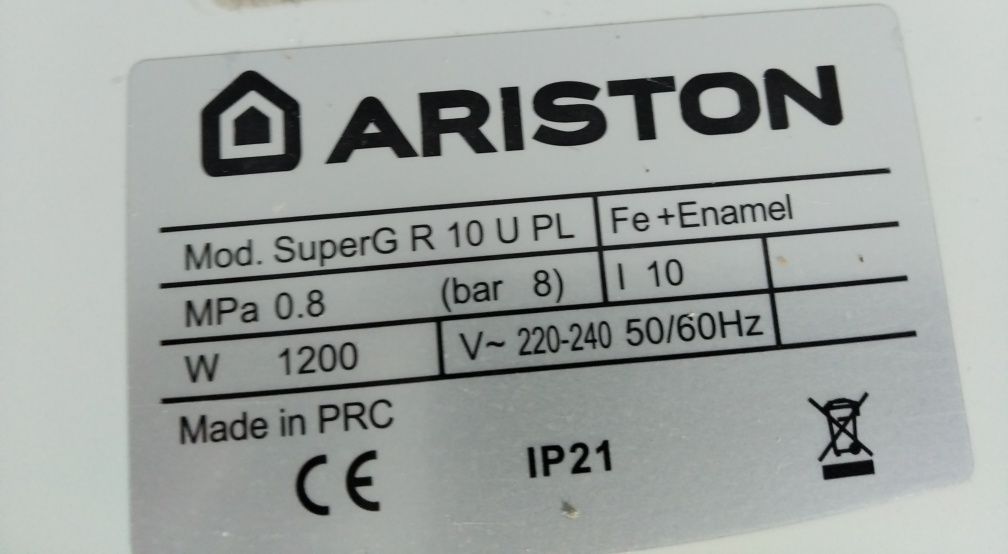 ARISTON
Mod. SuperG R 10 U PL Fe+Enamel
MPa 0.8 (bar 8) l 10
W 1200 V~ 220-240 50/60Hz
Made in PRC
CE IP21